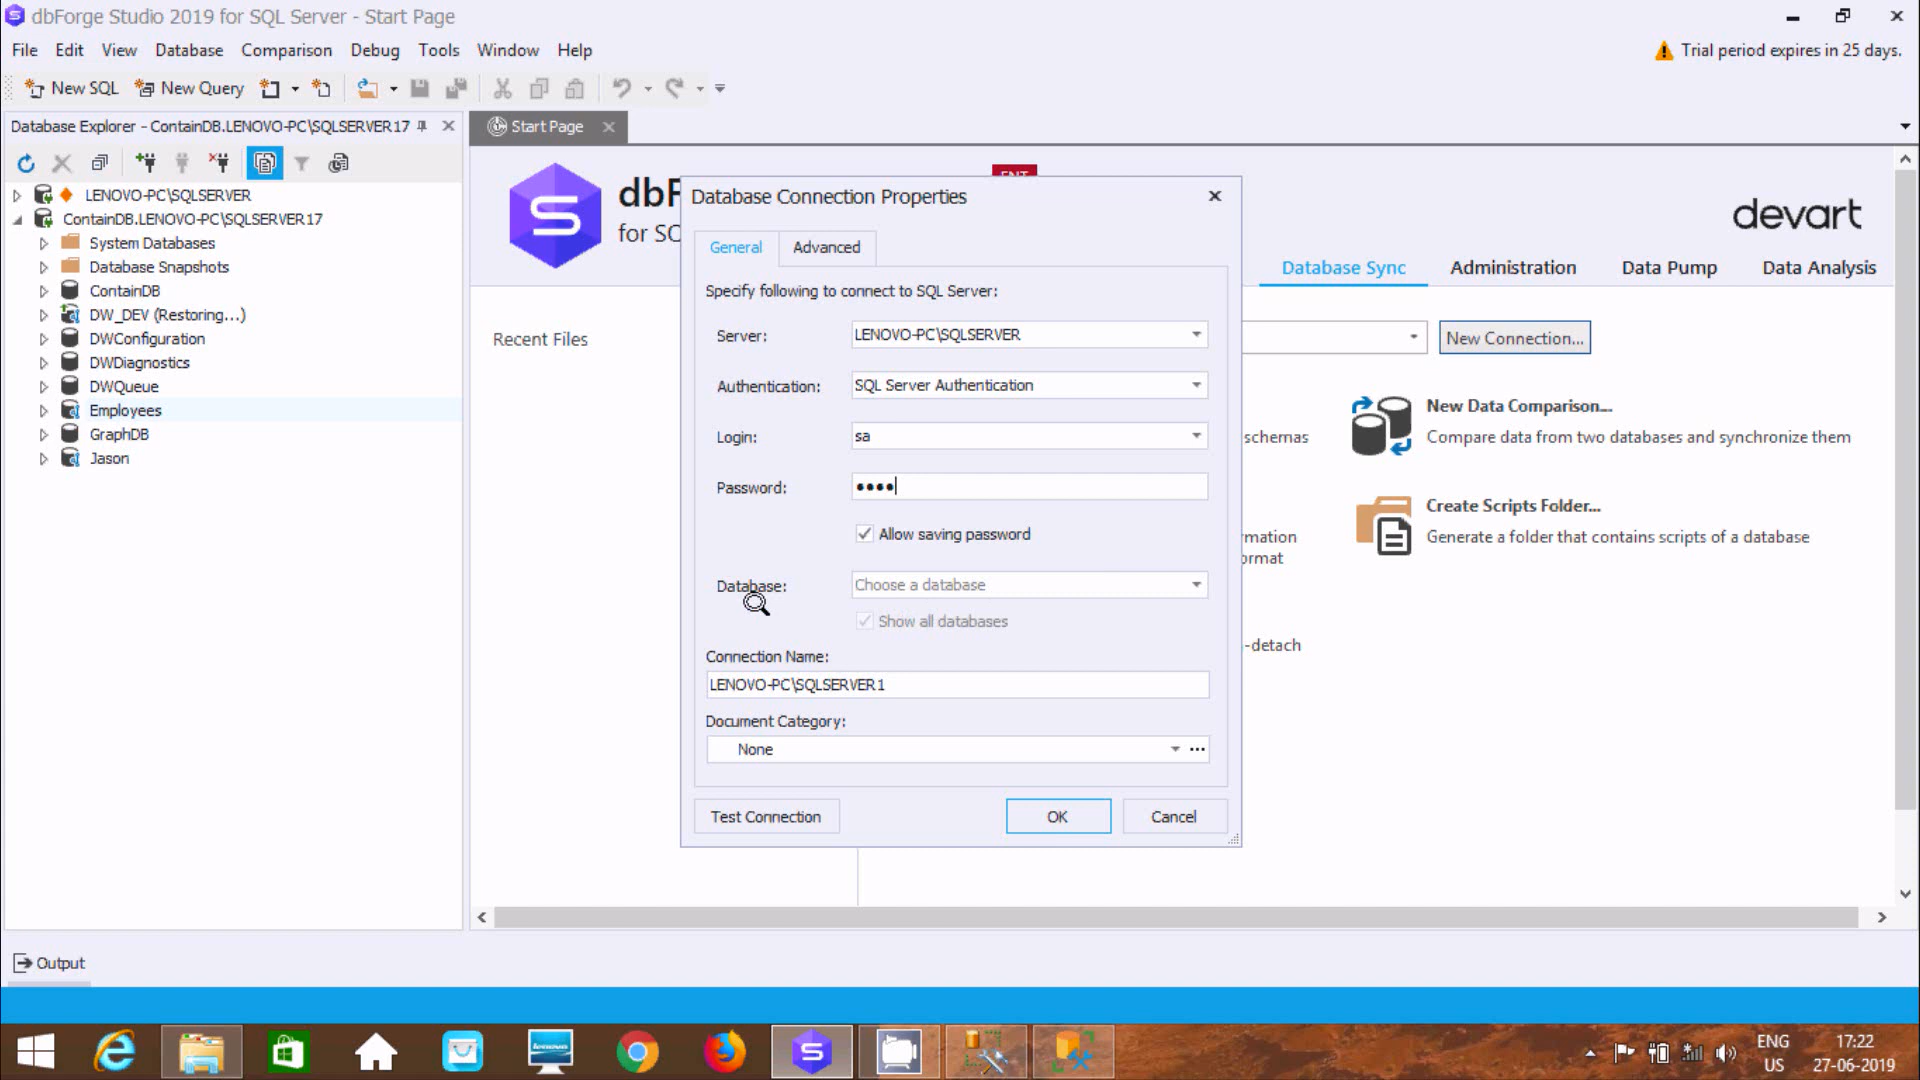 dbForge Studio 2019 for SQL Server - Start Page
File Edit View Database Comparison Debug Tools Window Help
Trial period expires in 25 days.
New SQL New Query
Database Explorer - ContainDB.LENOVO-PC\SQLSERVER17
Start Page
LENOVO-PC\SQLSERVER
ContainDB.LENOVO-PC\SQLSERVER17
System Databases
Database Snapshots
ContainDB
DW_DEV (Restoring...)
DWConfiguration
DWDiagnostics
DWQueue
Employees
GraphDB
Jason
S
dbF
for SQ
ENT
devart
Database Sync Administration Data Pump Data Analysis
Recent Files
New Connection...
New Data Comparison...
schemas
Compare data from two databases and synchronize them
Create Scripts Folder...
Generate a folder that contains scripts of a database
mation
ormat
-detach
Database Connection Properties
General Advanced
Specify following to connect to SQL Server:
Server: LENOVO-PC\SQLSERVER
Authentication: SQL Server Authentication
Login: sa
Password: ●●●●
Allow saving password
Database: Choose a database
Show all databases
Connection Name:
LENOVO-PC\SQLSERVER1
Document Category:
None ...
Test Connection OK Cancel
Output
lenovo
S
ENG
US
17:22
27-06-2019